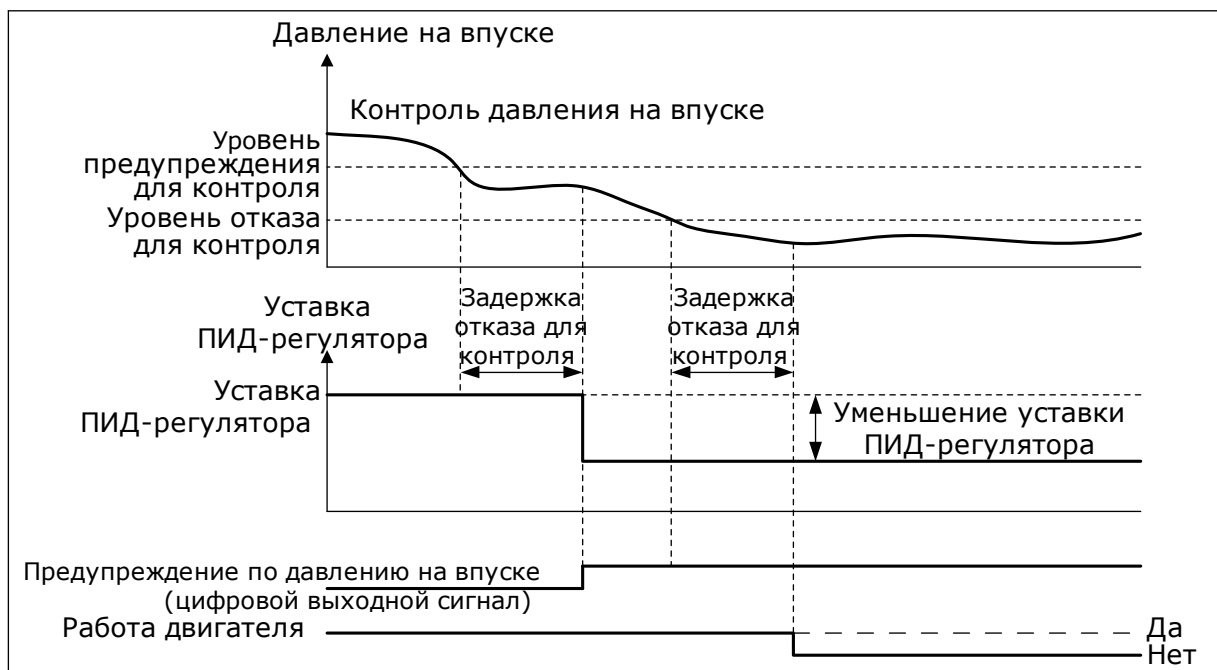 Давление на впуске
Контроль давления на впуске
Уровень
предупреждения
для контроля
Уровень отказа
для контроля
Уставка
ПИД-регулятора
Задержка
отказа для
контроля
Задержка
отказа для
контроля
Уставка
ПИД-регулятора
Уменьшение уставки
ПИД-регулятора
Предупреждение по давлению на впуске
(цифровой выходной сигнал)
Работа двигателя
Да
Нет